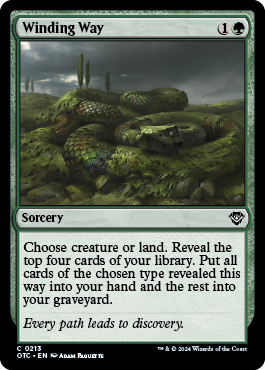 Winding Way 1
Sorcery
Choose creature or land. Reveal the
top four cards of your library. Put all
cards of the chosen type revealed this
way into your hand and the rest into
your graveyard.
Every path leads to discovery.
C 0213
OTC • EN Adam Paquette ™ & © 2024 Wizards of the Coast